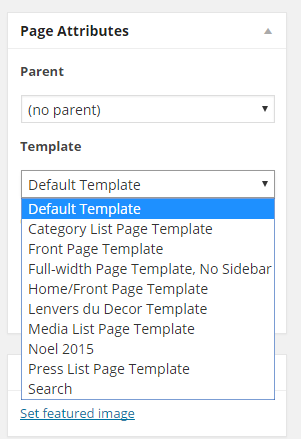 Page Attributes
Parent
(no parent)
Template
Default Template
Default Template
Category List Page Template
Front Page Template
Full-width Page Template, No Sidebar
Home/Front Page Template
Lenvers du Decor Template
Media List Page Template
Noel 2015
Press List Page Template
Search
Set featured image